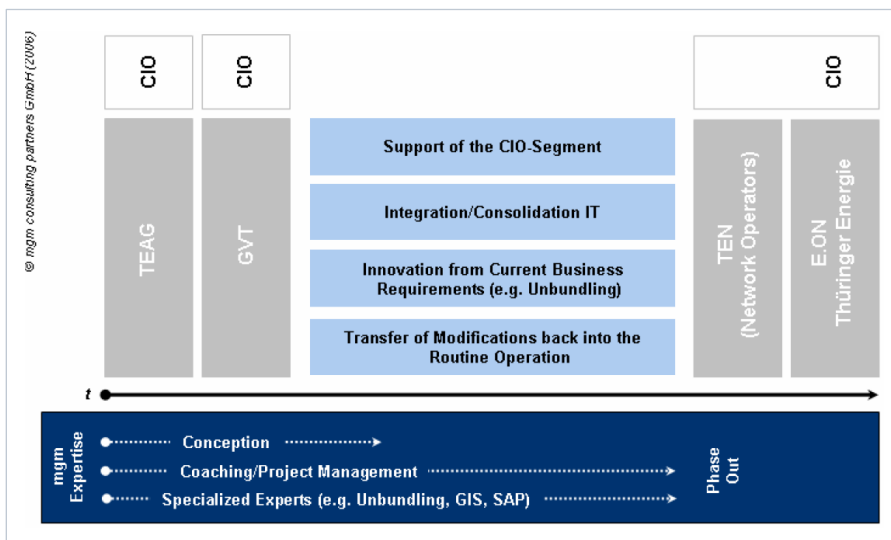 © mgm consulting partners GmbH (2006)
CIO
CIO
CIO
TEAG
GVT
Support of the CIO-Segment
Integration/Consolidation IT
Innovation from Current Business
Requirements (e.g. Unbundling)
Transfer of Modifications back into the
Routine Operation
TEN
(Network Operators)
E.ON
Thüringer Energie
t
mgm
Expertise
Conception
Coaching/Project Management
Specialized Experts (e.g. Unbundling, GIS, SAP)
Phase
Out